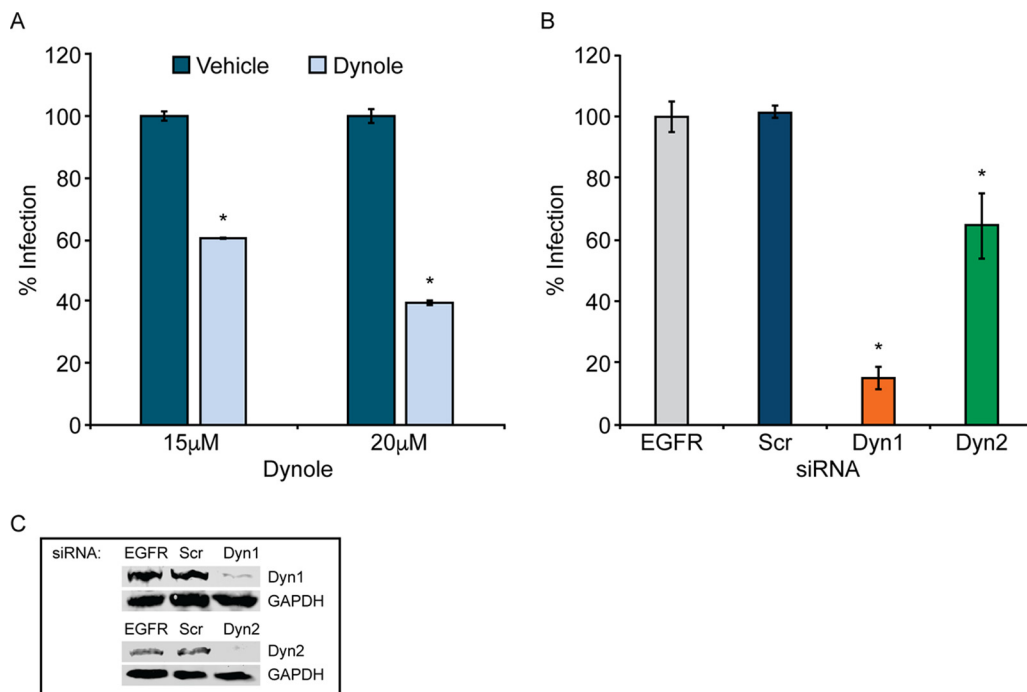 A
120
100
80
60
40
20
0
% Infection
Vehicle Dynole
*
*
15µM 20µM
Dynole
B
120
100
80
60
40
20
0
% Infection
*
*
EGFR Scr Dyn1 Dyn2
siRNA
C
siRNA: EGFR Scr Dyn1
Dyn1
GAPDH
EGFR Scr Dyn2
Dyn2
GAPDH